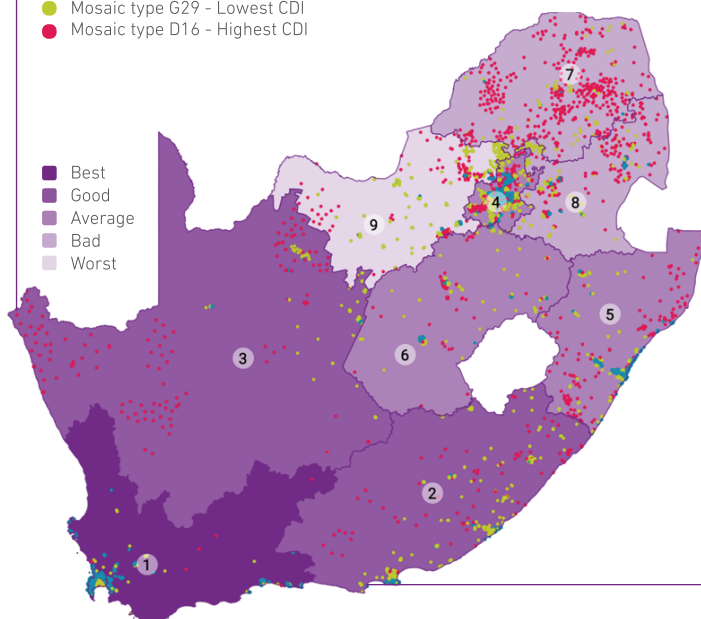 Mosaic type G29 - Lowest CDI
Mosaic type D16 - Highest CDI
7
Best
Good
Average
Bad
Worst
4
8
9
5
6
3
2
1